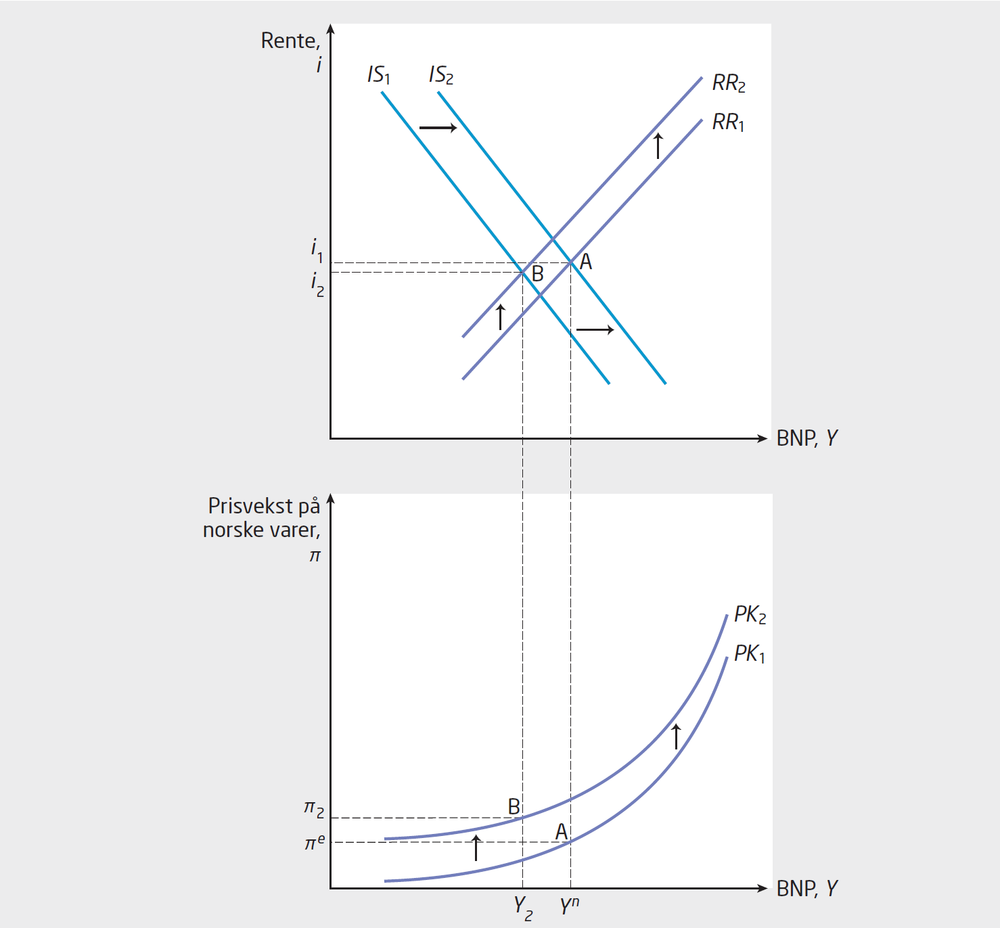 Rente,
i
IS1
IS2
RR2
RR1
i1
A
B
i2
BNP, Y
Prisvekst på
norske varer,
π
PK2
PK1
π2
B
A
πe
BNP, Y
Y2
Yn